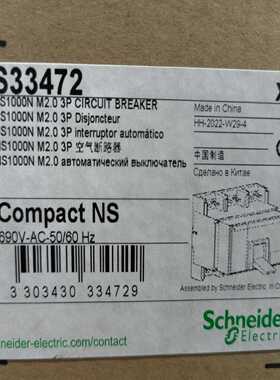 S33472
S1000N M2.0 3P CIRCUIT BREAKER
S1000N M2.0 3P Disjoncteur
S1000N M2.0 3P interruptor automático
S1000N M2.0 3P 空气断路器
S1000N M2.0 автоматический выключатель
Made in China
HH-2022-W29-4
中国制造
Сделано в Китае
Compact NS
690V-AC-50/60 Hz
3 303430 334729
Assembled by Schneider Electric in C
Schneide
Electri
neider-electric.com/contact